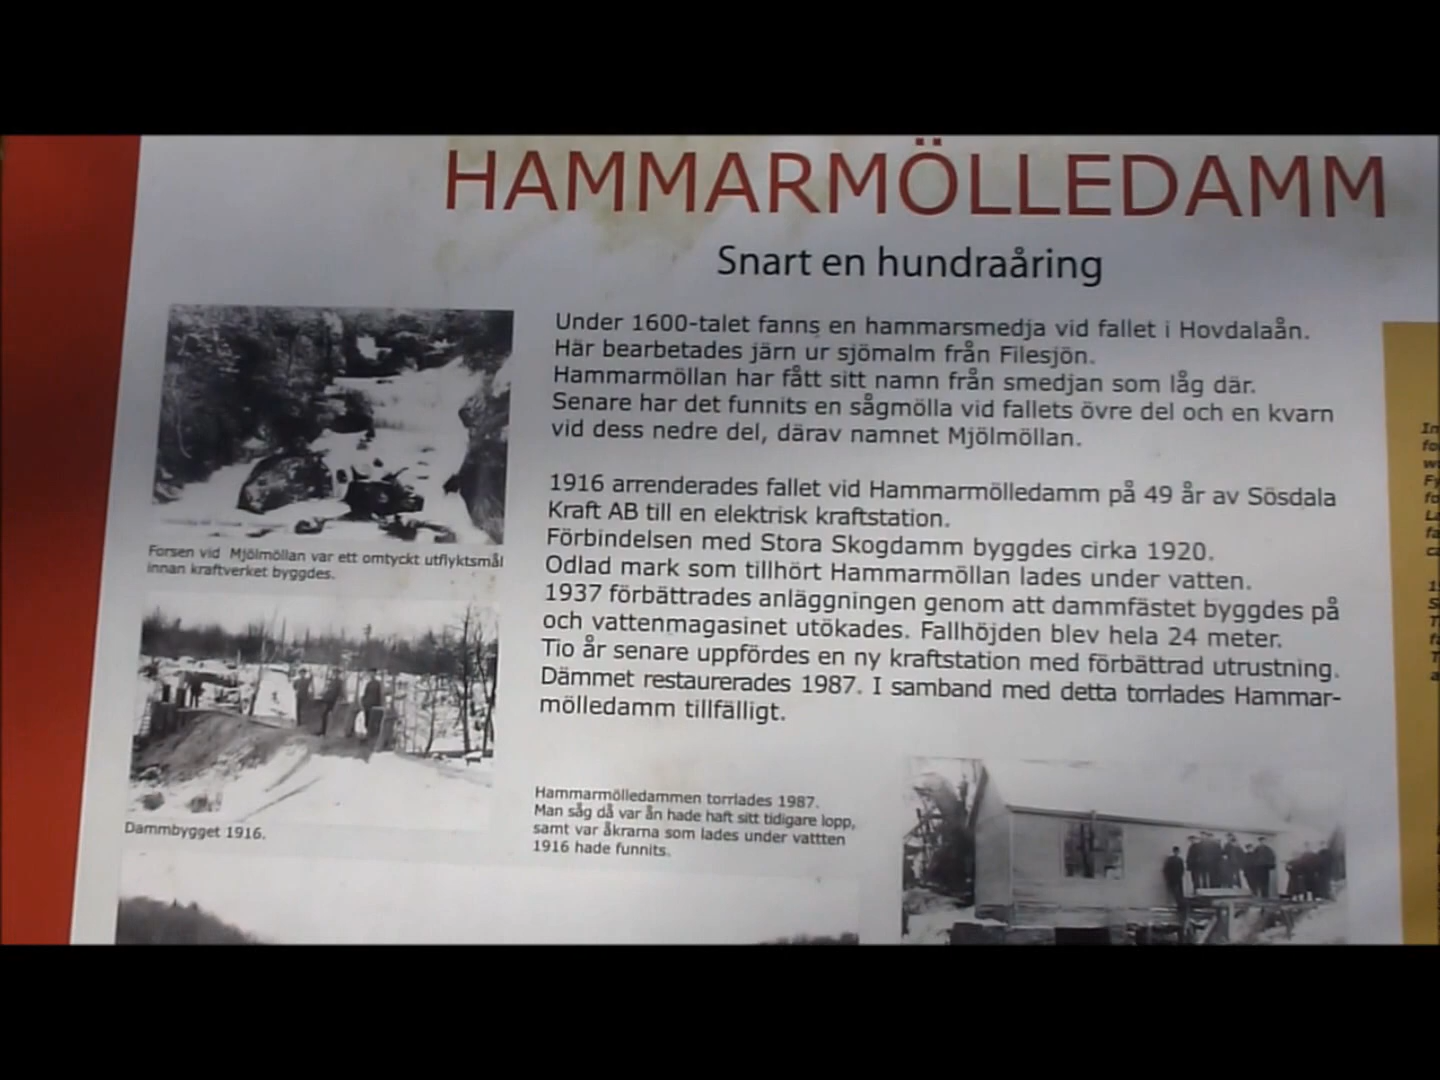 HAMMARMÖLLEDAMM
Snart en hundraåring
Under 1600-talet fanns en hammarsmedja vid fallet i Hovdalaån.
Här bearbetades järn ur sjömalm från Filesjön.
Hammarmöllan har fått sitt namn från smedjan som låg där.
Senare har det funnits en sågmölla vid fallets övre del och en kvarn
vid dess nedre del, därav namnet Mjölmöllan.
1916 arrenderades fallet vid Hammarmölledamm på 49 år av Sösdala
Kraft AB till en elektrisk kraftstation.
Förbindelsen med Stora Skogdamm byggdes cirka 1920.
Odlad mark som tillhört Hammarmöllan lades under vatten.
1937 förbättrades anläggningen genom att dammfästet byggdes på
och vattenmagasinet utökades. Fallhöjden blev hela 24 meter.
Tio år senare uppfördes en ny kraftstation med förbättrad utrustning.
Dämmet restaurerades 1987. I samband med detta torrlades Hammar-
mölledamm tillfälligt.
Forsen vid Mjölmöllan var ett omtyckt utflyktsmål
innan kraftverket byggdes.
Dammbygget 1916.
Hammarmölledammen torrlades 1987.
Man såg då var ån hade haft sitt tidigare lopp,
samt var åkrarna som lades under vattten
1916 hade funnits.